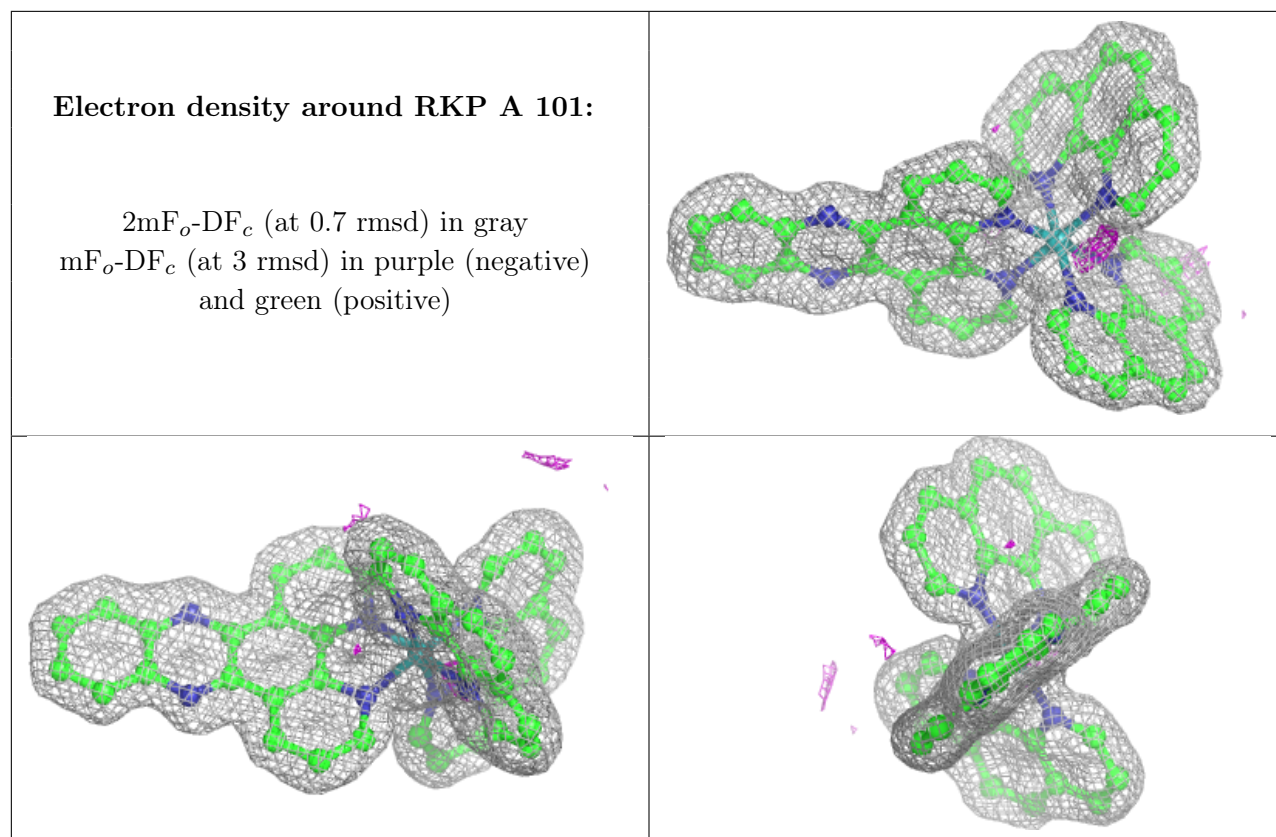 Electron density around RKP A 101:
2mFo-DFc (at 0.7 rmsd) in gray
mFo-DFc (at 3 rmsd) in purple (negative)
and green (positive)